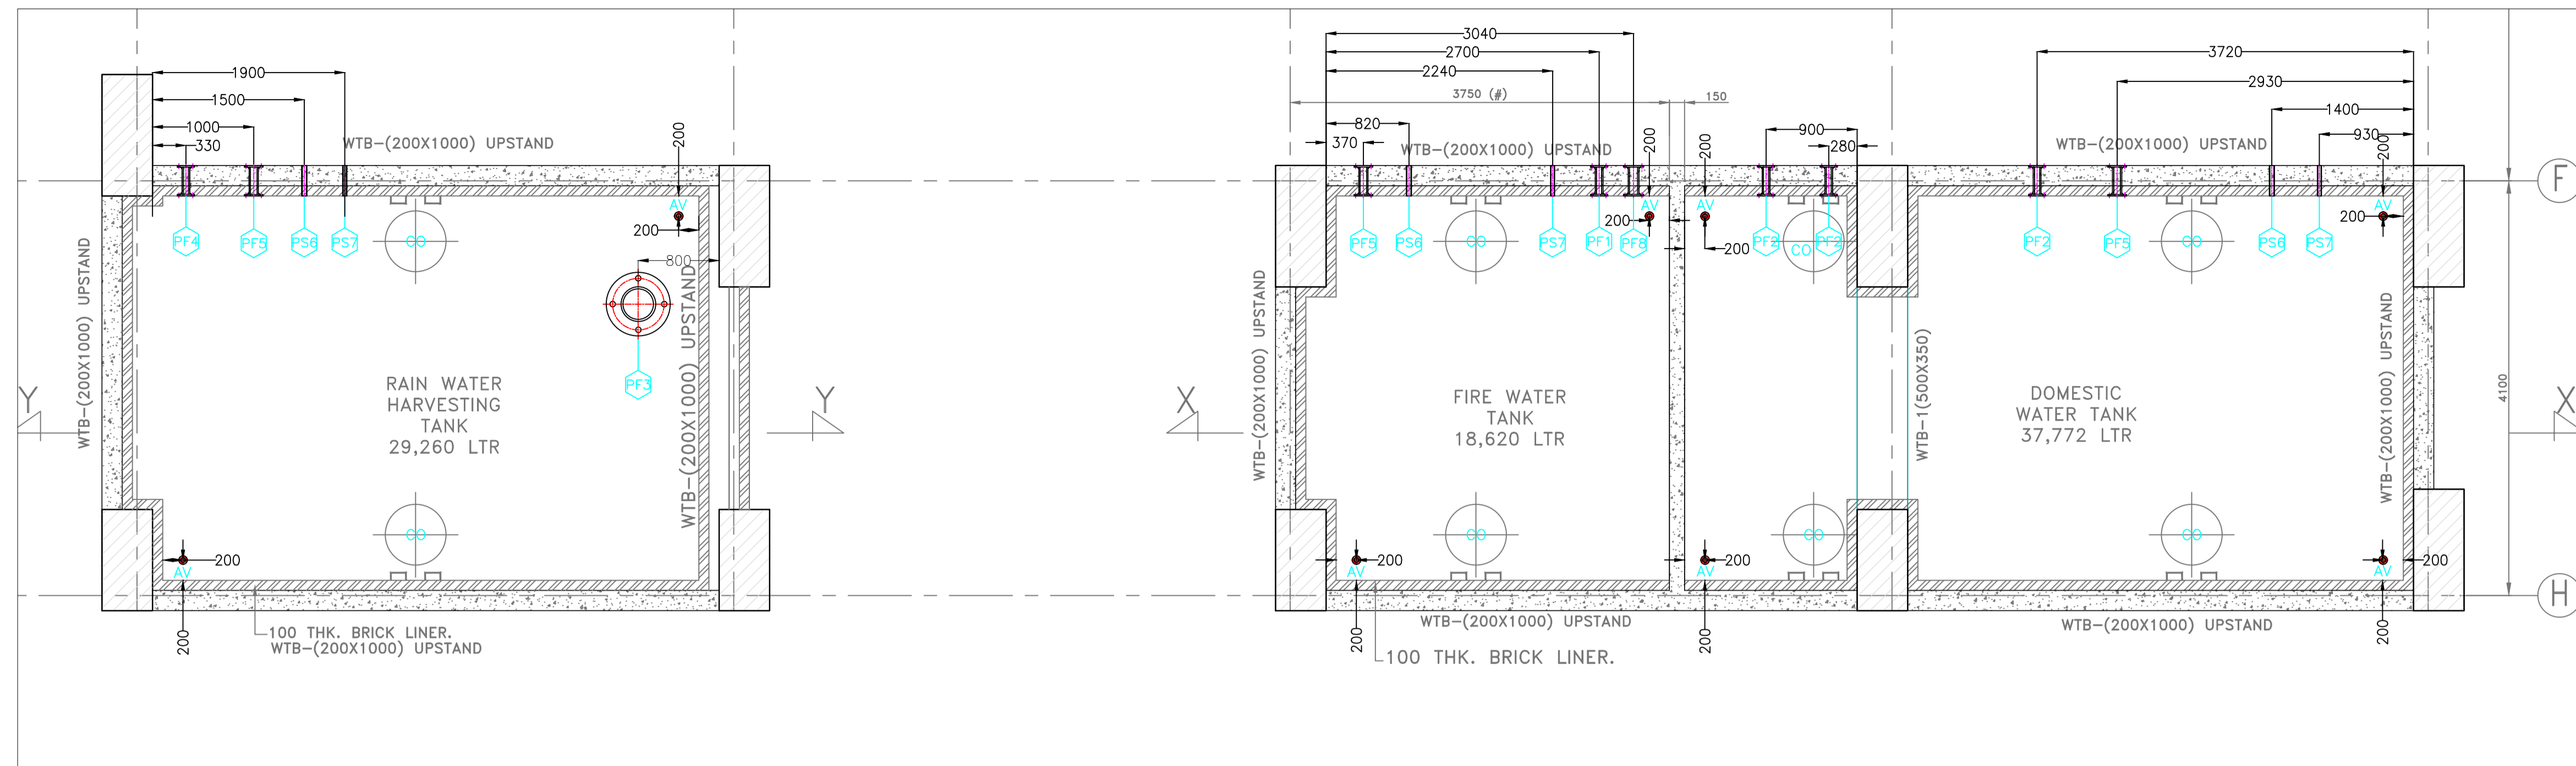 3040
2700
2240
3750 (#)
150
3720
2930
1400
930
1900
1500
1000
330
820
370
900
280
200
200
200
200
WTB-(200X1000) UPSTAND
WTB-(200X1000) UPSTAND
WTB-(200X1000) UPSTAND
F
AV
AV
AV
AV
200
200
200
200
PF4
PF5
PS6
PS7
CO
PF5
PS6
CO
PS7
PF1
PF8
PF2
CO
PF2
PF2
PF5
CO
PS6
PS7
800
PF3
WTB-(200X1000) UPSTAND
WTB-(200X1000) UPSTAND
WTB-(200X1000) UPSTAND
WTB-1(500X350)
WTB-(200X1000) UPSTAND
4100
Y
Y
X
X
RAIN WATER
HARVESTING
TANK
29,260 LTR
FIRE WATER
TANK
18,620 LTR
DOMESTIC
WATER TANK
37,772 LTR
CO
CO
CO
CO
200
200
200
200
AV
AV
AV
AV
H
200
200
200
200
100 THK. BRICK LINER.
WTB-(200X1000) UPSTAND
WTB-(200X1000) UPSTAND
WTB-(200X1000) UPSTAND
100 THK. BRICK LINER.